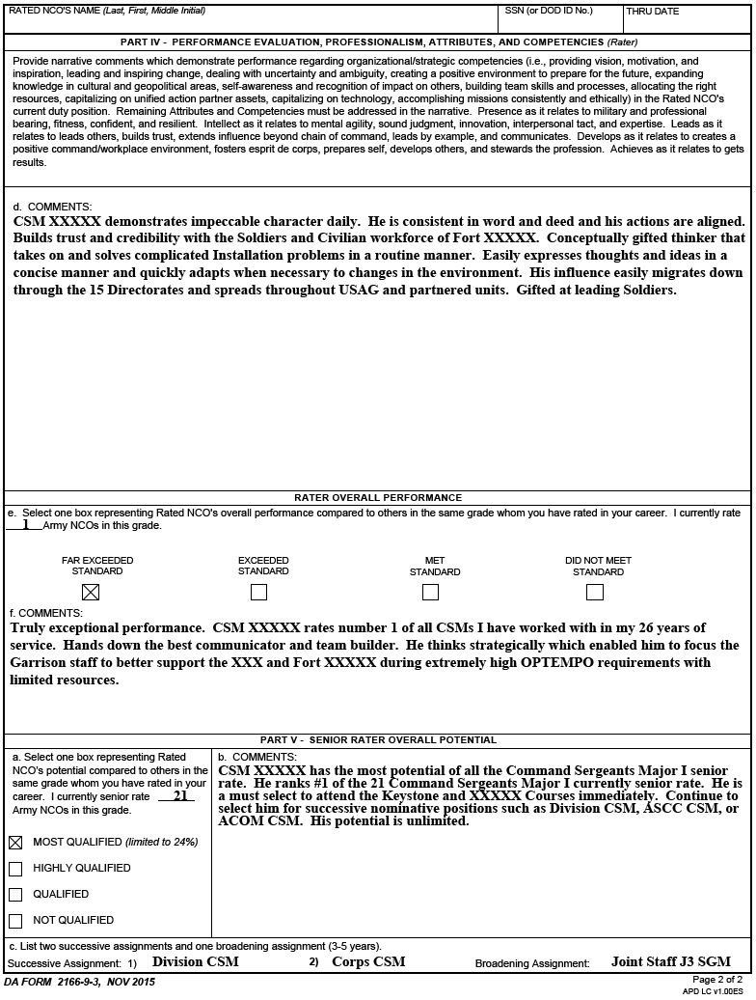 RATED NCO'S NAME (Last, First, Middle Initial)
SSN (or DOD ID No.)
THRU DATE
PART IV - PERFORMANCE EVALUATION, PROFESSIONALISM, ATTRIBUTES, AND COMPETENCIES (Rater)
Provide narrative comments which demonstrate performance regarding organizational/strategic competencies (i.e., providing vision, motivation, and
inspiration, leading and inspiring change, dealing with uncertainty and ambiguity, creating a positive environment to prepare for the future, expanding
knowledge in cultural and geopolitical areas, self-awareness and recognition of impact on others, building team skills and processes, allocating the right
resources, capitalizing on unified action partner assets, capitalizing on technology, accomplishing missions consistently and ethically) in the Rated NCO's
current duty position. Remaining Attributes and Competencies must be addressed in the narrative. Presence as it relates to military and professional
bearing, fitness, confident, and resilient. Intellect as it relates to mental agility, sound judgment, innovation, interpersonal tact, and expertise. Leads as it
relates to leads others, builds trust, extends influence beyond chain of command, leads by example, and communicates. Develops as it relates to creates a
positive command/workplace environment, fosters esprit de corps, prepares self, develops others, and stewards the profession. Achieves as it relates to gets
results.
d. COMMENTS:
CSM XXXXX demonstrates impeccable character daily. He is consistent in word and deed and his actions are aligned.
Builds trust and credibility with the Soldiers and Civilian workforce of Fort XXXXX. Conceptually gifted thinker that
takes on and solves complicated Installation problems in a routine manner. Easily expresses thoughts and ideas in a
concise manner and quickly adapts when necessary to changes in the environment. His influence easily migrates down
through the 15 Directorates and spreads throughout USAG and partnered units. Gifted at leading Soldiers.
RATER OVERALL PERFORMANCE
e. Select one box representing Rated NCO's overall performance compared to others in the same grade whom you have rated in your career. I currently rate
1 Army NCOs in this grade.
FAR EXCEEDED
STANDARD
EXCEEDED
STANDARD
MET
STANDARD
DID NOT MEET
STANDARD
f. COMMENTS:
Truly exceptional performance. CSM XXXXX rates number 1 of all CSMs I have worked with in my 26 years of
service. Hands down the best communicator and team builder. He thinks strategically which enabled him to focus the
Garrison staff to better support the XXX and Fort XXXXX during extremely high OPTEMPO requirements with
limited resources.
PART V - SENIOR RATER OVERALL POTENTIAL
a. Select one box representing Rated
NCO's potential compared to others in the
same grade whom you have rated in your
career. I currently senior rate 21
Army NCOs in this grade.
MOST QUALIFIED (limited to 24%)
HIGHLY QUALIFIED
QUALIFIED
NOT QUALIFIED
b. COMMENTS:
CSM XXXXX has the most potential of all the Command Sergeants Major I senior
rate. He ranks #1 of the 21 Command Sergeants Major I currently senior rate. He is
a must select to attend the Keystone and XXXXX Courses immediately. Continue to
select him for successive nominative positions such as Division CSM, ASCC CSM, or
ACOM CSM. His potential is unlimited.
c. List two successive assignments and one broadening assignment (3-5 years).
Successive Assignment: 1) Division CSM 2) Corps CSM Broadening Assignment: Joint Staff J3 SGM
DA FORM 2166-9-3, NOV 2015
Page 2 of 2
APD LC v1.00ES